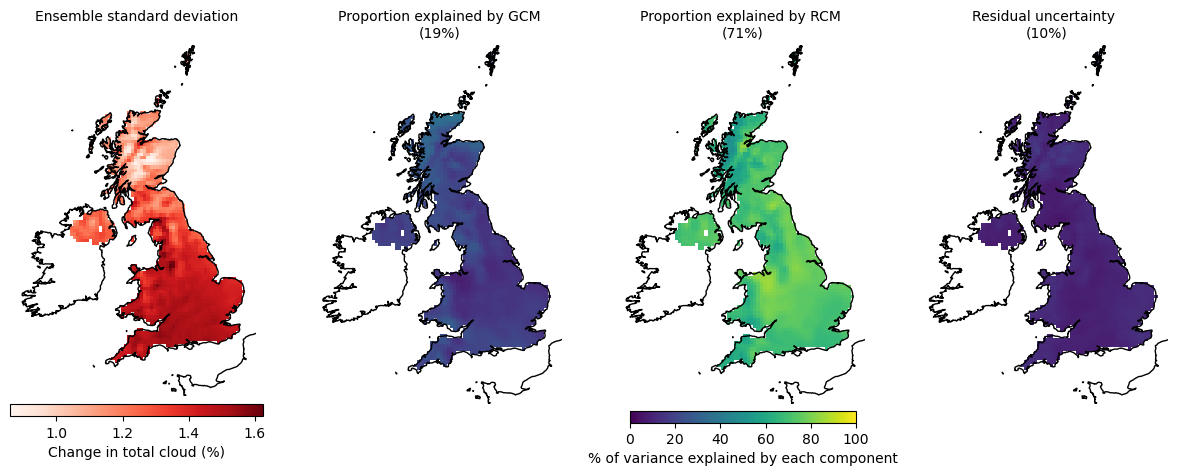 Ensemble standard deviation
Proportion explained by GCM
(19%)
Proportion explained by RCM
(71%)
Residual uncertainty
(10%)
1.0 1.2 1.4 1.6
Change in total cloud (%)
0 20 40 60 80 100
% of variance explained by each component